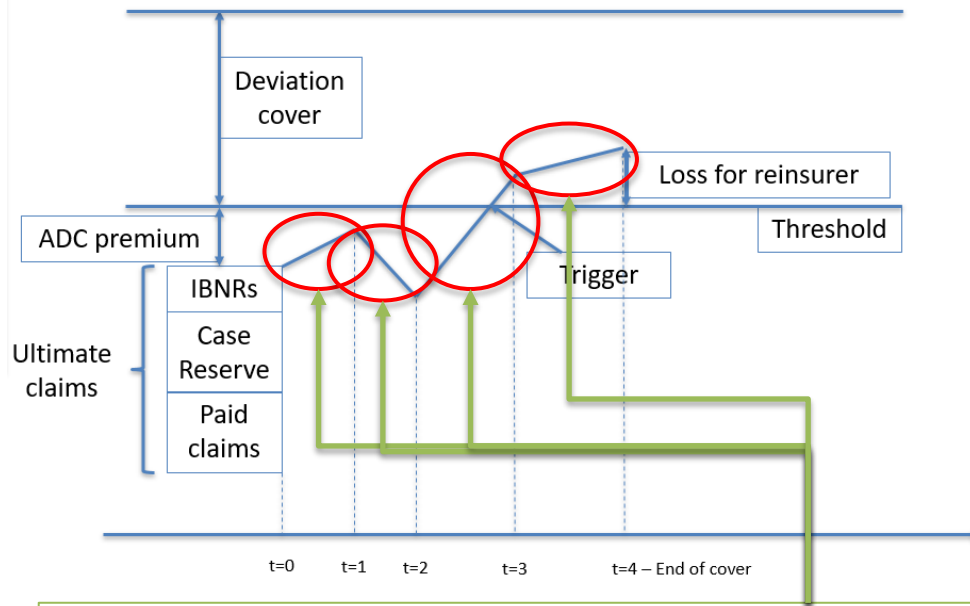 Deviation
cover
Loss for reinsurer
ADC premium
Threshold
Trigger
IBNRs
Ultimate
claims
Case
Reserve
Paid
claims
t=0
t=1
t=2
t=3
t=4 – End of cover